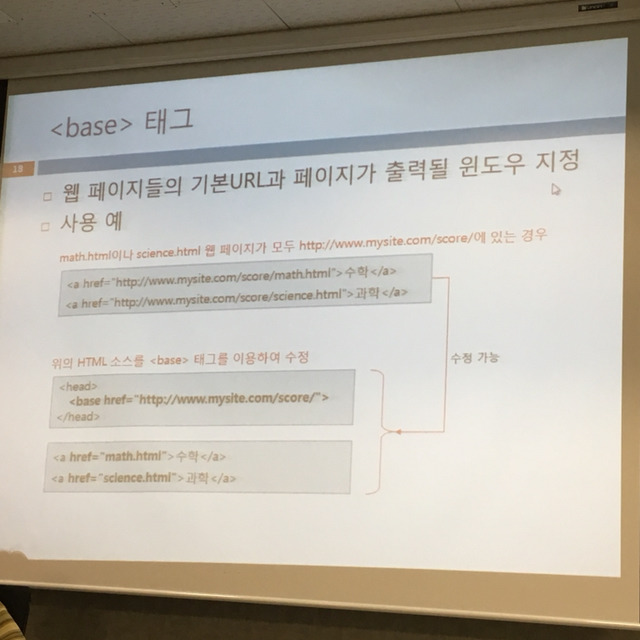 <base> 태그
18
□ 웹 페이지들의 기본URL과 페이지가 출력될 윈도우 지정
□ 사용 예
math.html이나 science.html 웹 페이지가 모두 http://www.mysite.com/score/에 있는 경우
<a href="http://www.mysite.com/score/math.html">수학</a>
<a href="http://www.mysite.com/score/science.html">과학</a>
수정 가능
위의 HTML 소스를 <base> 태그를 이용하여 수정
<head>
<base href="http://www.mysite.com/score/">
</head>
<a href="math.html">수학</a>
<a href="science.html">과학</a>